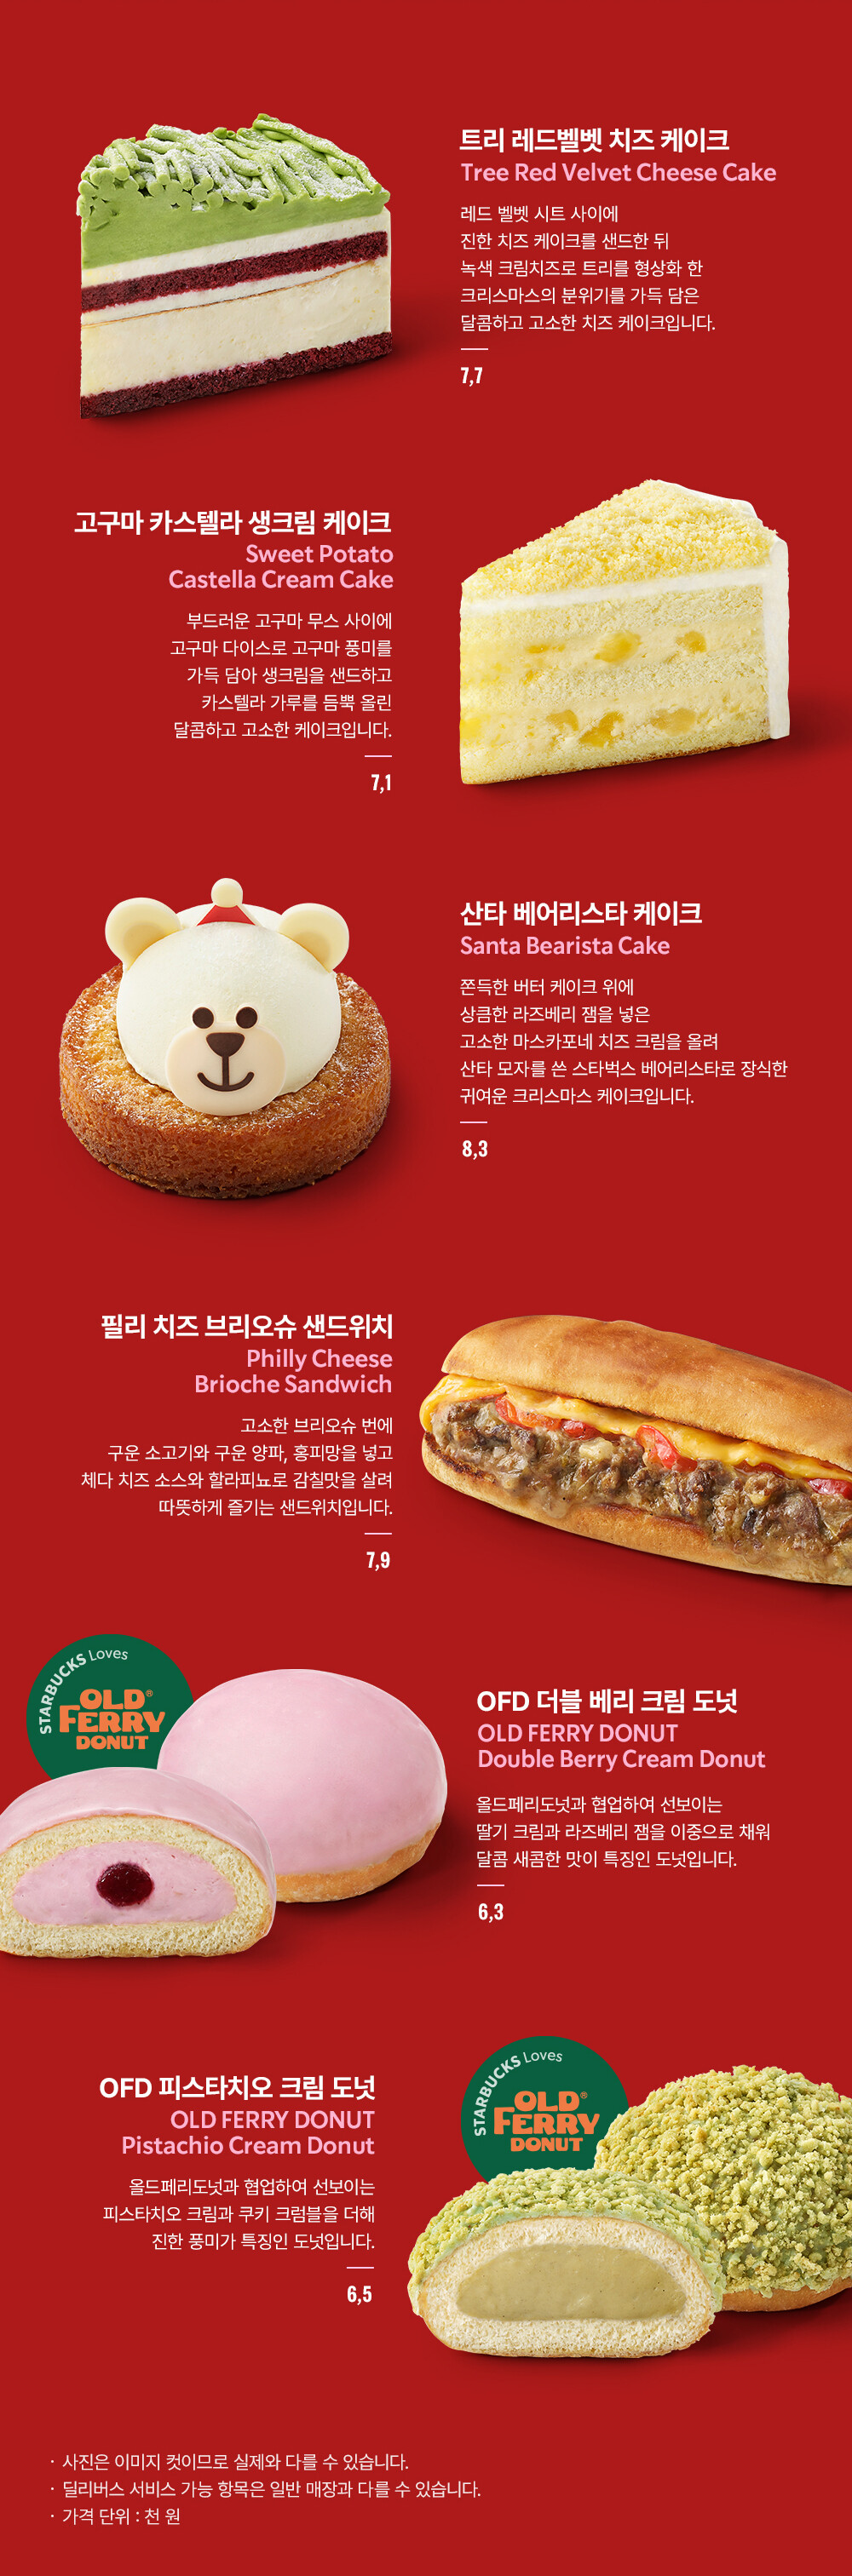 트리 레드벨벳 치즈 케이크
Tree Red Velvet Cheese Cake
레드 벨벳 시트 사이에
진한 치즈 케이크를 샌드한 뒤
녹색 크림치즈로 트리를 형상화 한
크리스마스의 분위기를 가득 담은
달콤하고 고소한 치즈 케이크입니다.
7,7
고구마 카스텔라 생크림 케이크
Sweet Potato
Castella Cream Cake
부드러운 고구마 무스 사이에
고구마 다이스로 고구마 풍미를
가득 담아 생크림을 샌드하고
카스텔라 가루를 듬뿍 올린
달콤하고 고소한 케이크입니다.
7,1
산타 베어리스타 케이크
Santa Bearista Cake
쫀득한 버터 케이크 위에
상큼한 라즈베리 잼을 넣은
고소한 마스카포네 치즈 크림을 올려
산타 모자를 쓴 스타벅스 베어리스타로 장식한
귀여운 크리스마스 케이크입니다.
8,3
필리 치즈 브리오슈 샌드위치
Philly Cheese
Brioche Sandwich
고소한 브리오슈 번에
구운 소고기와 구운 양파, 홍피망을 넣고
체다 치즈 소스와 할라피뇨로 감칠맛을 살려
따뜻하게 즐기는 샌드위치입니다.
7,9
STARBUCKS Loves
OLD®
FERRY
DONUT
OFD 더블 베리 크림 도넛
OLD FERRY DONUT
Double Berry Cream Donut
올드페리도넛과 협업하여 선보이는
딸기 크림과 라즈베리 잼을 이중으로 채워
달콤 새콤한 맛이 특징인 도넛입니다.
6,3
OFD 피스타치오 크림 도넛
OLD FERRY DONUT
Pistachio Cream Donut
올드페리도넛과 협업하여 선보이는
피스타치오 크림과 쿠키 크럼블을 더해
진한 풍미가 특징인 도넛입니다.
6,5
STARBUCKS Loves
OLD®
FERRY
DONUT
· 사진은 이미지 컷이므로 실제와 다를 수 있습니다.
· 딜리버스 서비스 가능 항목은 일반 매장과 다를 수 있습니다.
· 가격 단위 : 천 원